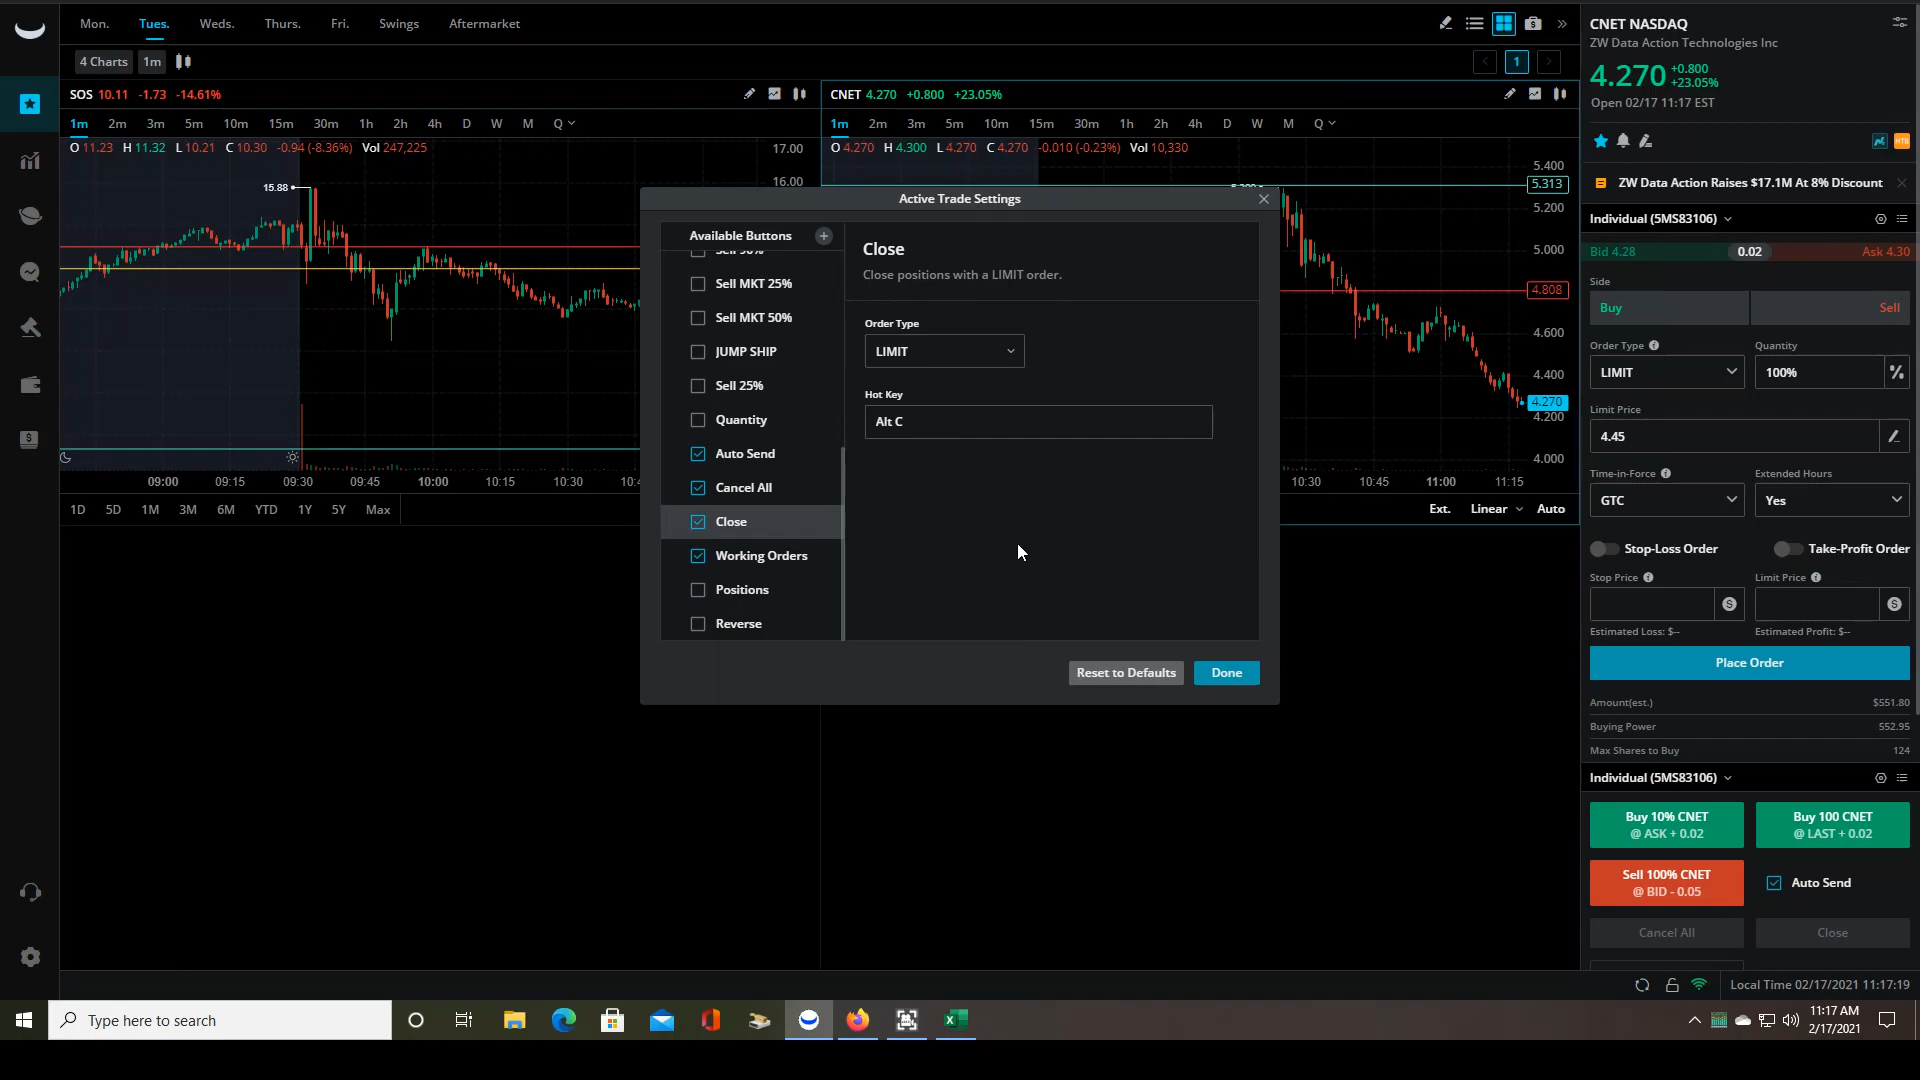 Mon. Tues. Weds. Thurs. Fri. Swings Aftermarket
4 Charts 1m
1
SOS 10.11 -1.73 -14.61%
1m 2m 3m 5m 10m 15m 30m 1h 2h 4h D W M Q
O 11.23 H 11.32 L 10.21 C 10.30 -0.94 (-8.36%) Vol 247,225
17.00
16.00
15.88
09:00 09:15 09:30 09:45 10:00 10:15 10:30
1D 5D 1M 3M 6M YTD 1Y 5Y Max
CNET 4.270 +0.800 +23.05%
1m 2m 3m 5m 10m 15m 30m 1h 2h 4h D W M Q
O 4.270 H 4.300 L 4.270 C 4.270 -0.010 (-0.23%) Vol 10,330
5.400
5.313
5.200
5.000
4.808
4.600
4.400
4.270
4.200
4.000
10:30 10:45 11:00 11:15
Ext. Linear Auto
Active Trade Settings
Available Buttons
Sell MKT 25%
Sell MKT 50%
JUMP SHIP
Sell 25%
Quantity
Auto Send
Cancel All
Close
Working Orders
Positions
Reverse
Close
Close positions with a LIMIT order.
Order Type
LIMIT
Hot Key
Alt C
Reset to Defaults Done
CNET NASDAQ
ZW Data Action Technologies Inc
4.270 +0.800
+23.05%
Open 02/17 11:17 EST
HTB
ZW Data Action Raises $17.1M At 8% Discount
Individual (5MS83106)
Bid 4.28 0.02 Ask 4.30
Side
Buy Sell
Order Type Quantity
LIMIT 100%
Limit Price
4.45
Time-in-Force Extended Hours
GTC Yes
Stop-Loss Order Take-Profit Order
Stop Price Limit Price
Estimated Loss: $-- Estimated Profit: $--
Place Order
Amount(est.) $551.80
Buying Power 552.95
Max Shares to Buy 124
Individual (5MS83106)
Buy 10% CNET
@ ASK + 0.02
Buy 100 CNET
@ LAST + 0.02
Sell 100% CNET
@ BID - 0.05
Auto Send
Cancel All Close
Local Time 02/17/2021 11:17:19
Type here to search
11:17 AM
2/17/2021